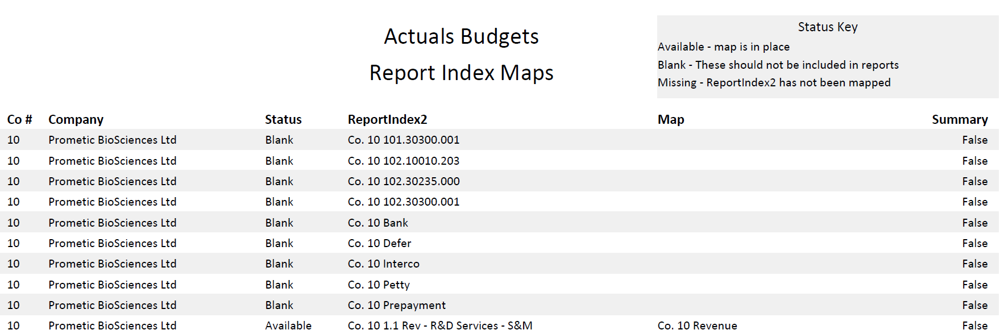 Actuals Budgets
Report Index Maps
Status Key
Available - map is in place
Blank - These should not be included in reports
Missing - ReportIndex2 has not been mapped
Co # Company Status ReportIndex2 Map Summary
10 Prometic BioSciences Ltd Blank Co. 10 101.30300.001 False
10 Prometic BioSciences Ltd Blank Co. 10 102.10010.203 False
10 Prometic BioSciences Ltd Blank Co. 10 102.30235.000 False
10 Prometic BioSciences Ltd Blank Co. 10 102.30300.001 False
10 Prometic BioSciences Ltd Blank Co. 10 Bank False
10 Prometic BioSciences Ltd Blank Co. 10 Defer False
10 Prometic BioSciences Ltd Blank Co. 10 Interco False
10 Prometic BioSciences Ltd Blank Co. 10 Petty False
10 Prometic BioSciences Ltd Blank Co. 10 Prepayment False
10 Prometic BioSciences Ltd Available Co. 10 1.1 Rev - R&D Services - S&M Co. 10 Revenue False